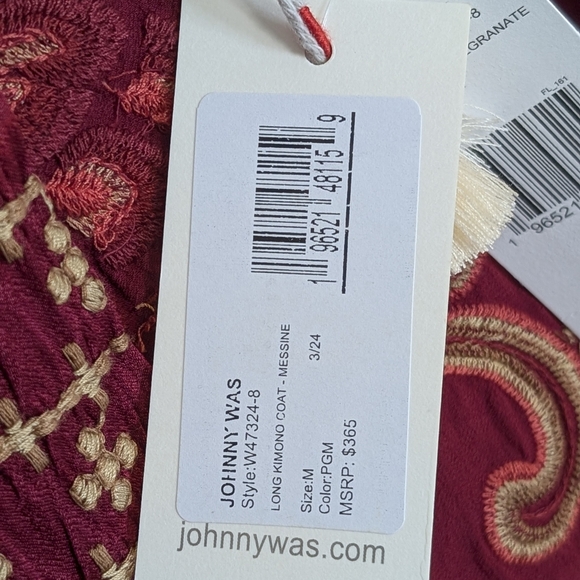 JOHNNY WAS
Style:W47324-8
LONG KIMONO COAT - MESSINE
3/24
Size:M
Color:PGM
MSRP: $365
1 96521 48115 9
johnnywas.com
FL_161
1 96521